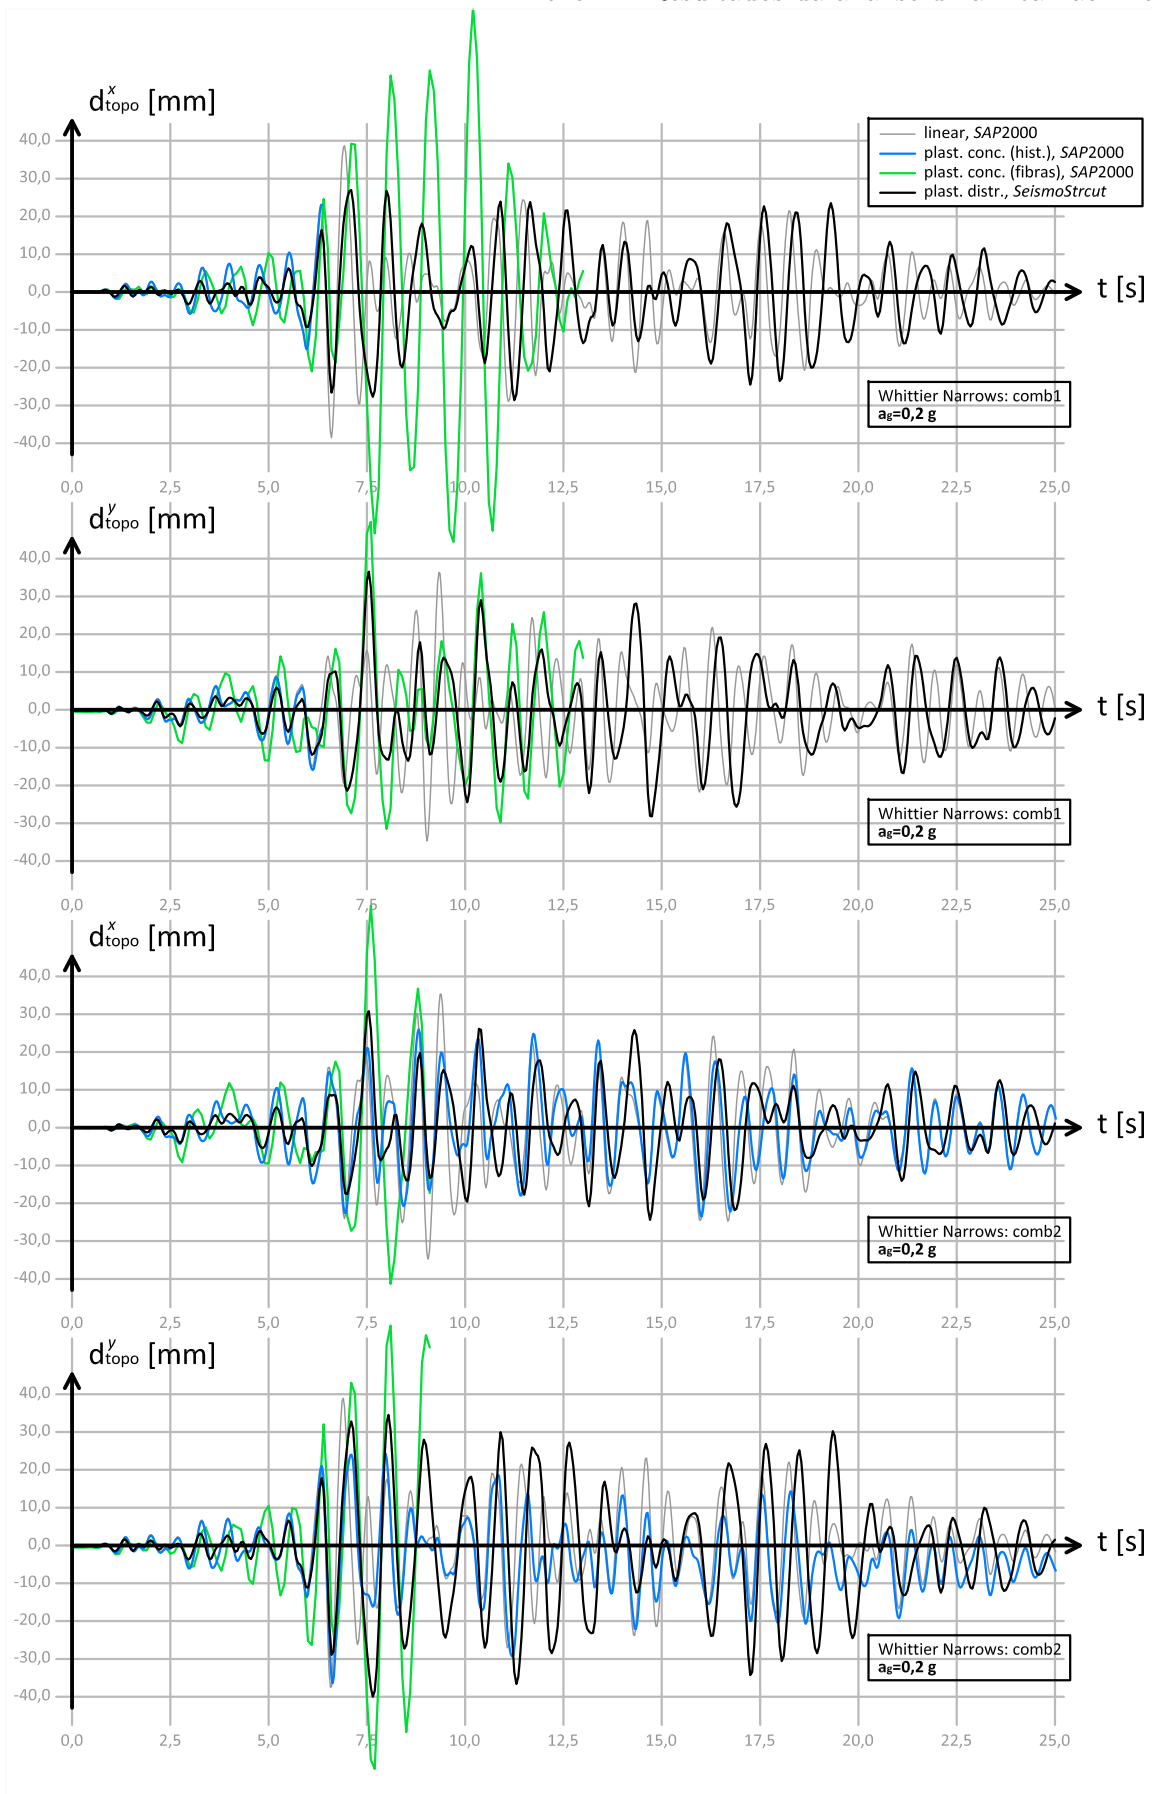 d^x_topo [mm]
40,0
30,0
20,0
10,0
0,0
-10,0
-20,0
-30,0
-40,0
linear, SAP2000
plast. conc. (hist.), SAP2000
plast. conc. (fibras), SAP2000
plast. distr., SeismoStrcut
t [s]
Whittier Narrows: comb1
ag=0,2 g
0,0 2,5 5,0 7,5 10,0 12,5 15,0 17,5 20,0 22,5 25,0
d^y_topo [mm]
40,0
30,0
20,0
10,0
0,0
-10,0
-20,0
-30,0
-40,0
t [s]
Whittier Narrows: comb1
ag=0,2 g
0,0 2,5 5,0 7,5 10,0 12,5 15,0 17,5 20,0 22,5 25,0
d^x_topo [mm]
40,0
30,0
20,0
10,0
0,0
-10,0
-20,0
-30,0
-40,0
t [s]
Whittier Narrows: comb2
ag=0,2 g
0,0 2,5 5,0 7,5 10,0 12,5 15,0 17,5 20,0 22,5 25,0
d^y_topo [mm]
40,0
30,0
20,0
10,0
0,0
-10,0
-20,0
-30,0
-40,0
t [s]
Whittier Narrows: comb2
ag=0,2 g
0,0 2,5 5,0 7,5 10,0 12,5 15,0 17,5 20,0 22,5 25,0